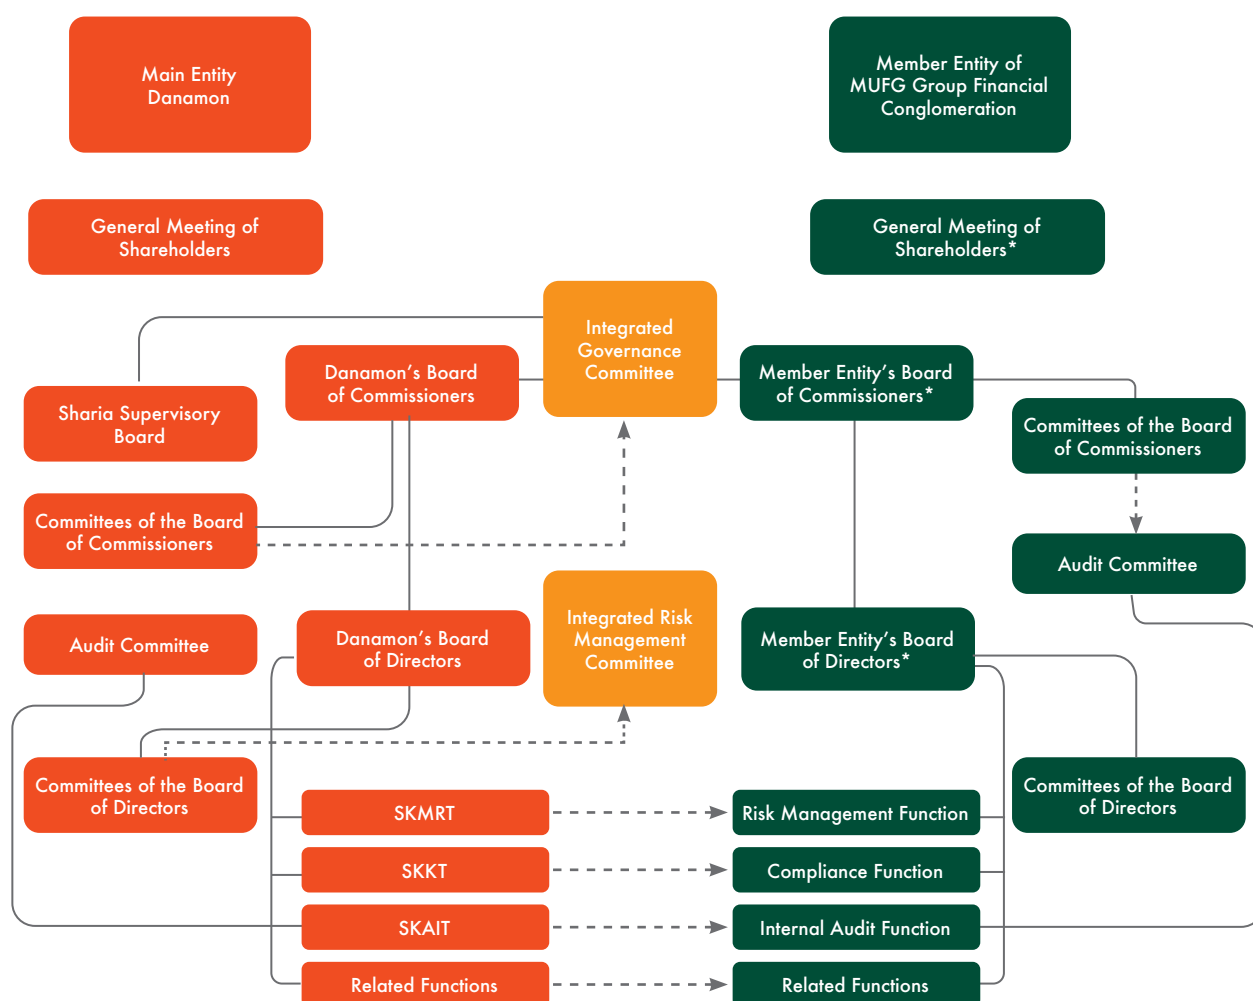 Main Entity
Danamon
Member Entity of
MUFG Group Financial
Conglomeration
General Meeting of
Shareholders
General Meeting of
Shareholders*
Integrated
Governance
Committee
Danamon’s Board
of Commissioners
Member Entity’s Board
of Commissioners*
Sharia Supervisory
Board
Committees of the Board
of Commissioners
Committees of the Board
of Commissioners
Audit Committee
Audit Committee
Danamon’s Board
of Directors
Integrated Risk
Management
Committee
Member Entity’s Board
of Directors*
Committees of the Board
of Directors
Committees of the Board
of Directors
SKMRT
Risk Management Function
SKKT
Compliance Function
SKAIT
Internal Audit Function
Related Functions
Related Functions